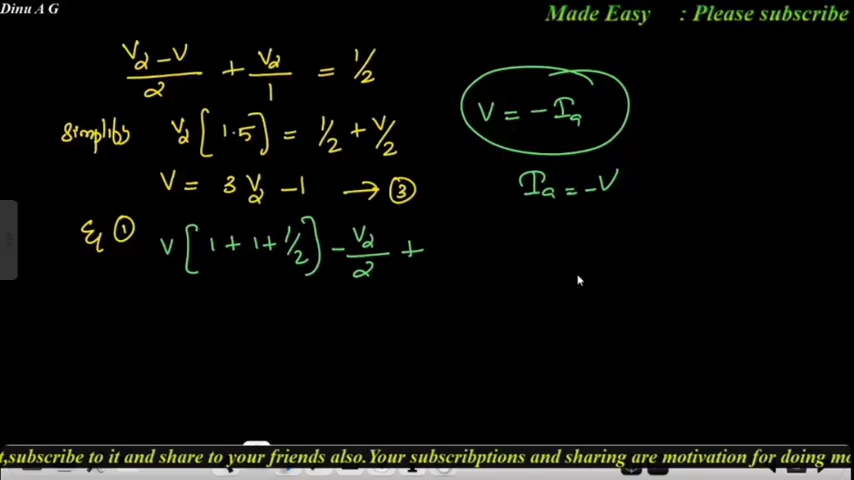 Dinu A G
Made Easy : Please subscribe
V2 - V/2 + V2/1 = 1/2
V = - Ia
Simplify V2 [1.5] = 1/2 + V/2
Ia = - V
V = 3 V2 - 1 → ③
Eq ① V [1 + 1 + 1/2] - V2/2 +
t,subscribe to it and share to your friends also.Your subscribptions and sharing are motivation for doing mo